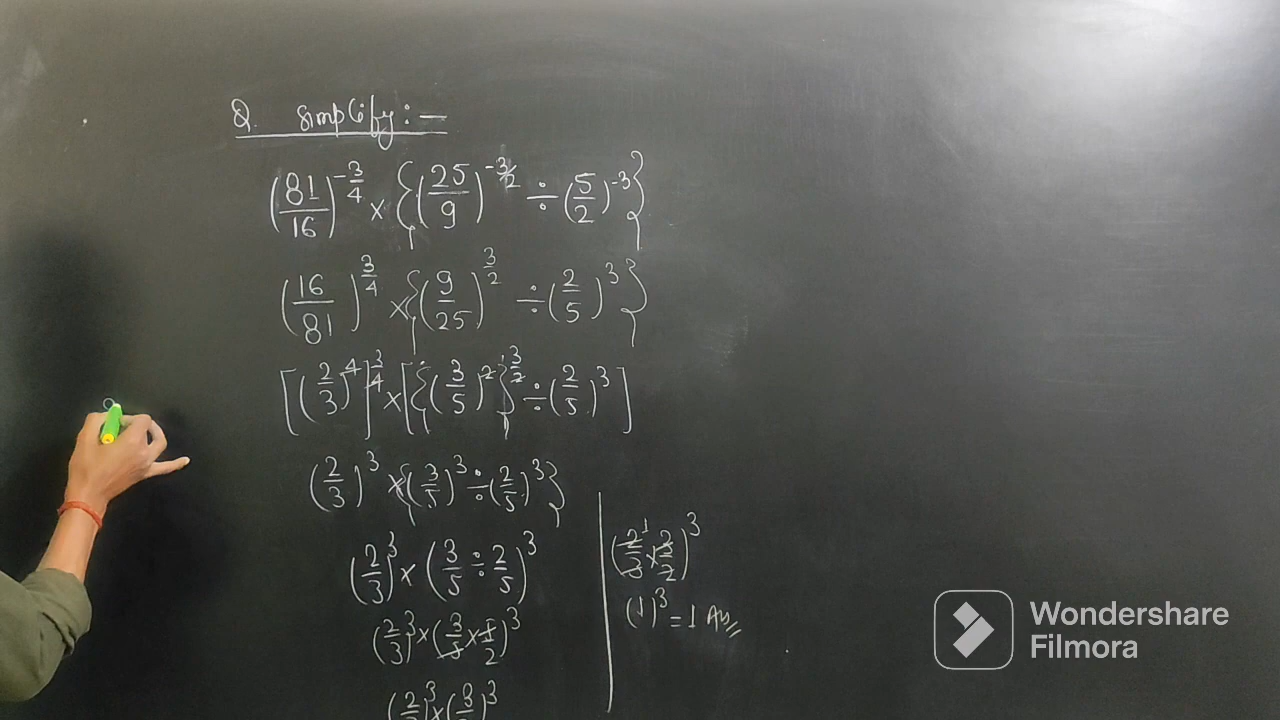 Q. Simplify :-
(81/16)^-3/4 × {(25/9)^-3/2 ÷ (5/2)^-3}
(16/81)^3/4 × {(9/25)^3/2 ÷ (2/5)^3}
[(2/3)^4]^3/4 × [{(3/5)^2}^3/2 ÷ (2/5)^3]
(2/3)^3 × {(3/5)^3 ÷ (2/5)^3}
(2/3)^3 × (3/5 ÷ 2/5)^3
(2/3)^3 × (3/5 × 5/2)^3
(2/3)^3 × (3/2)^3
(2/3 × 3/2)^3
(1)^3 = 1 Ans
Wondershare
Filmora